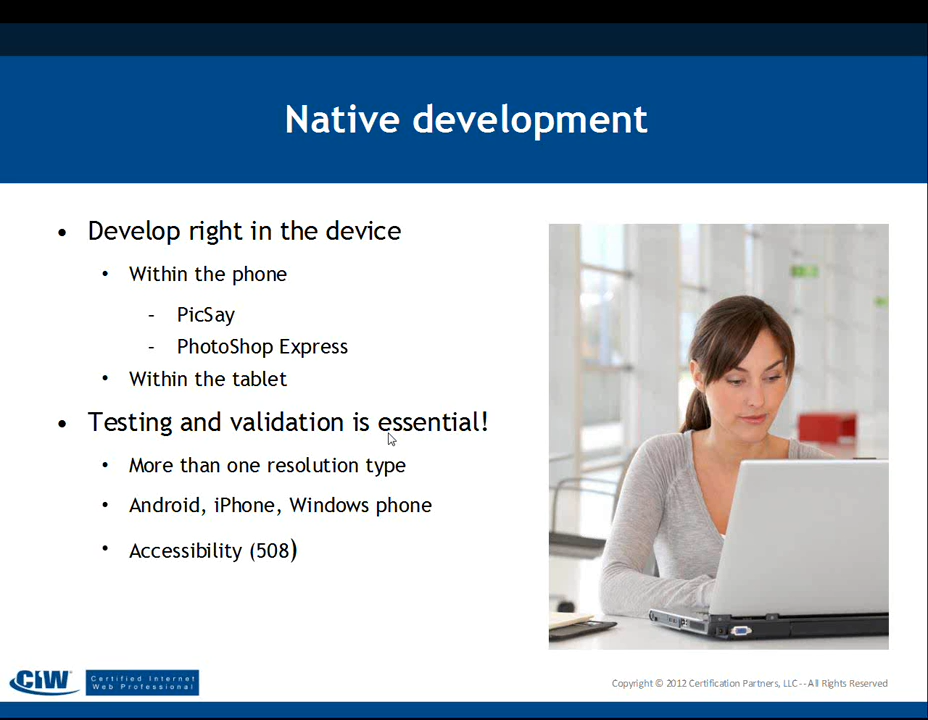 Native development
• Develop right in the device
• Within the phone
- PicSay
- PhotoShop Express
• Within the tablet
• Testing and validation is essential!
• More than one resolution type
• Android, iPhone, Windows phone
• Accessibility (508)
CIW
Certified Internet
Web Professional
Copyright © 2012 Certification Partners, LLC -- All Rights Reserved